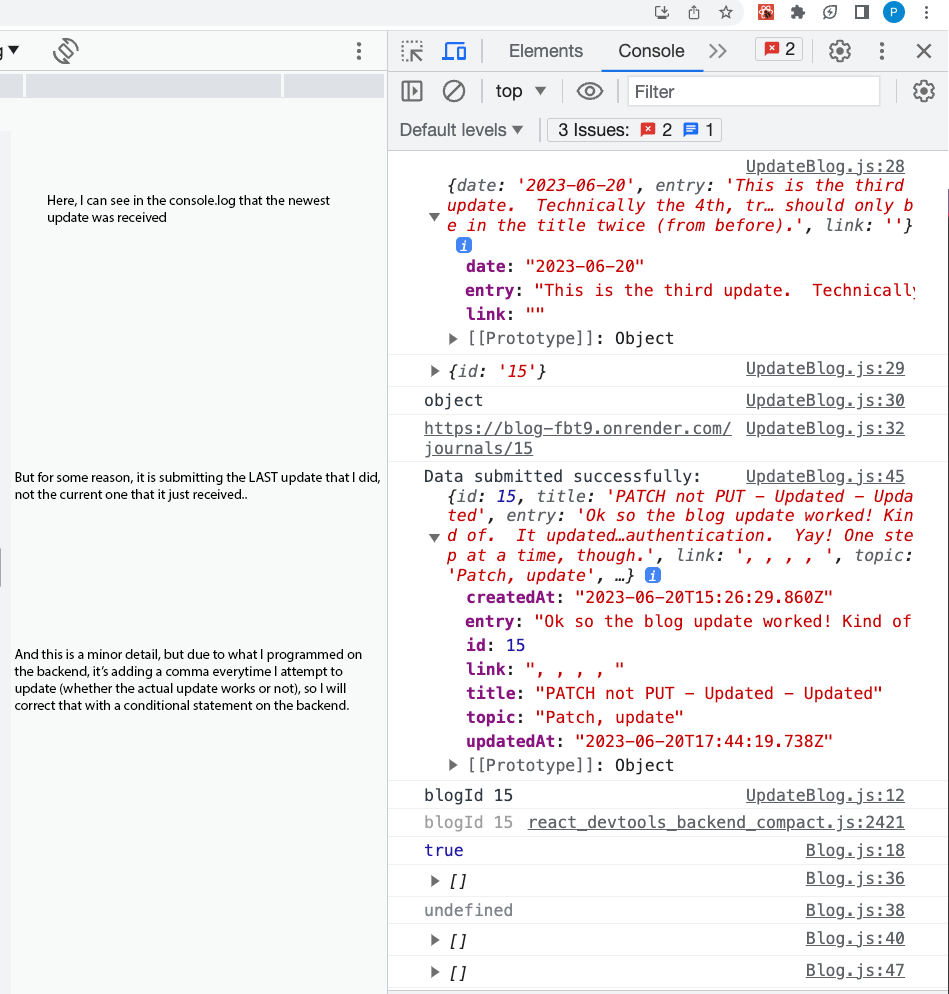 P
g ▼
Elements Console 2
top ▼ Filter
Default levels ▼ 3 Issues: 2 1
Here, I can see in the console.log that the newest
update was received
But for some reason, it is submitting the LAST update that I did,
not the current one that it just received..
And this is a minor detail, but due to what I programmed on
the backend, it's adding a comma everytime I attempt to
update (whether the actual update works or not), so I will
correct that with a conditional statement on the backend.
UpdateBlog.js:28
{date: '2023-06-20', entry: 'This is the third
update.  Technically the 4th, tr… should only b
e in the title twice (from before).', link: ''}
i
date: "2023-06-20"
entry: "This is the third update.  Technically
link: ""
[[Prototype]]: Object
{id: '15'} UpdateBlog.js:29
object UpdateBlog.js:30
https://blog-fbt9.onrender.com/ UpdateBlog.js:32
journals/15
Data submitted successfully: UpdateBlog.js:45
{id: 15, title: 'PATCH not PUT – Updated – Upda
ted', entry: 'Ok so the blog update worked! Kin
d of.  It updated…authentication.  Yay! One ste
p at a time, though.', link: ', , , , ', topic:
'Patch, update', …} i
createdAt: "2023-06-20T15:26:29.860Z"
entry: "Ok so the blog update worked! Kind of
id: 15
link: ", , , , "
title: "PATCH not PUT – Updated – Updated"
topic: "Patch, update"
updatedAt: "2023-06-20T17:44:19.738Z"
[[Prototype]]: Object
blogId 15 UpdateBlog.js:12
blogId 15 react_devtools_backend_compact.js:2421
true Blog.js:18
[] Blog.js:36
undefined Blog.js:38
[] Blog.js:40
[] Blog.js:47